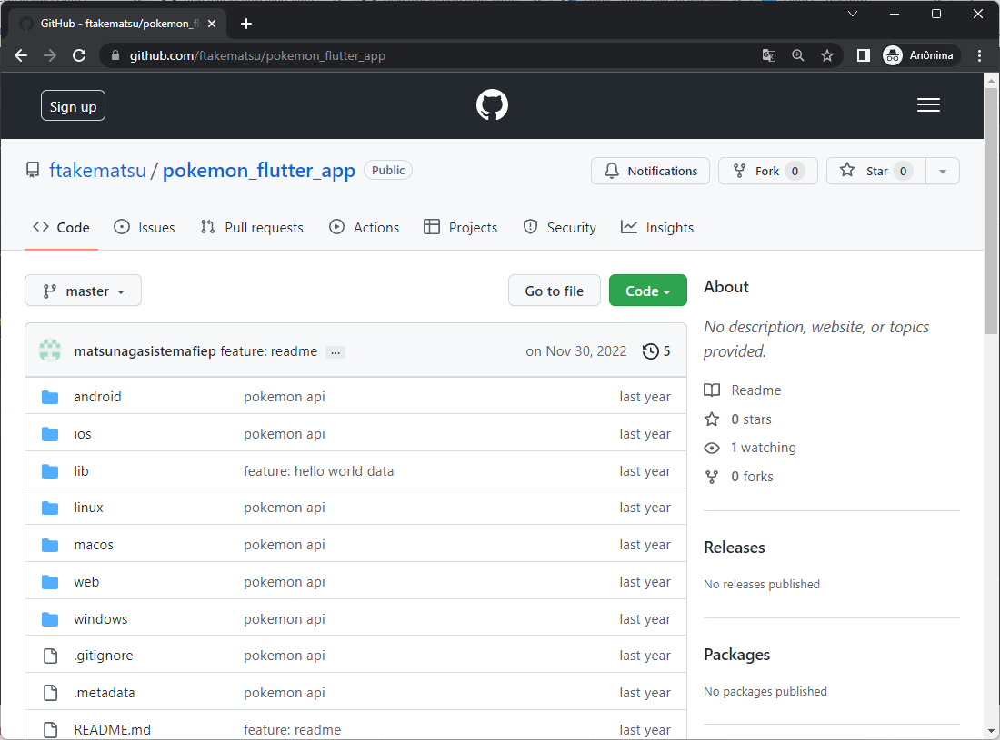 GitHub - ftakematsu/pokemon_fl
github.com/ftakematsu/pokemon_flutter_app
Anônima
Sign up
ftakematsu / pokemon_flutter_app Public
Notifications
Fork 0
Star 0
Code
Issues
Pull requests
Actions
Projects
Security
Insights
master
Go to file
Code
matsunagasistemafiep feature: readme ... on Nov 30, 2022 5
android pokemon api last year
ios pokemon api last year
lib feature: hello world data last year
linux pokemon api last year
macos pokemon api last year
web pokemon api last year
windows pokemon api last year
.gitignore pokemon api last year
.metadata pokemon api last year
README.md feature: readme last year
About
No description, website, or topics
provided.
Readme
0 stars
1 watching
0 forks
Releases
No releases published
Packages
No packages published